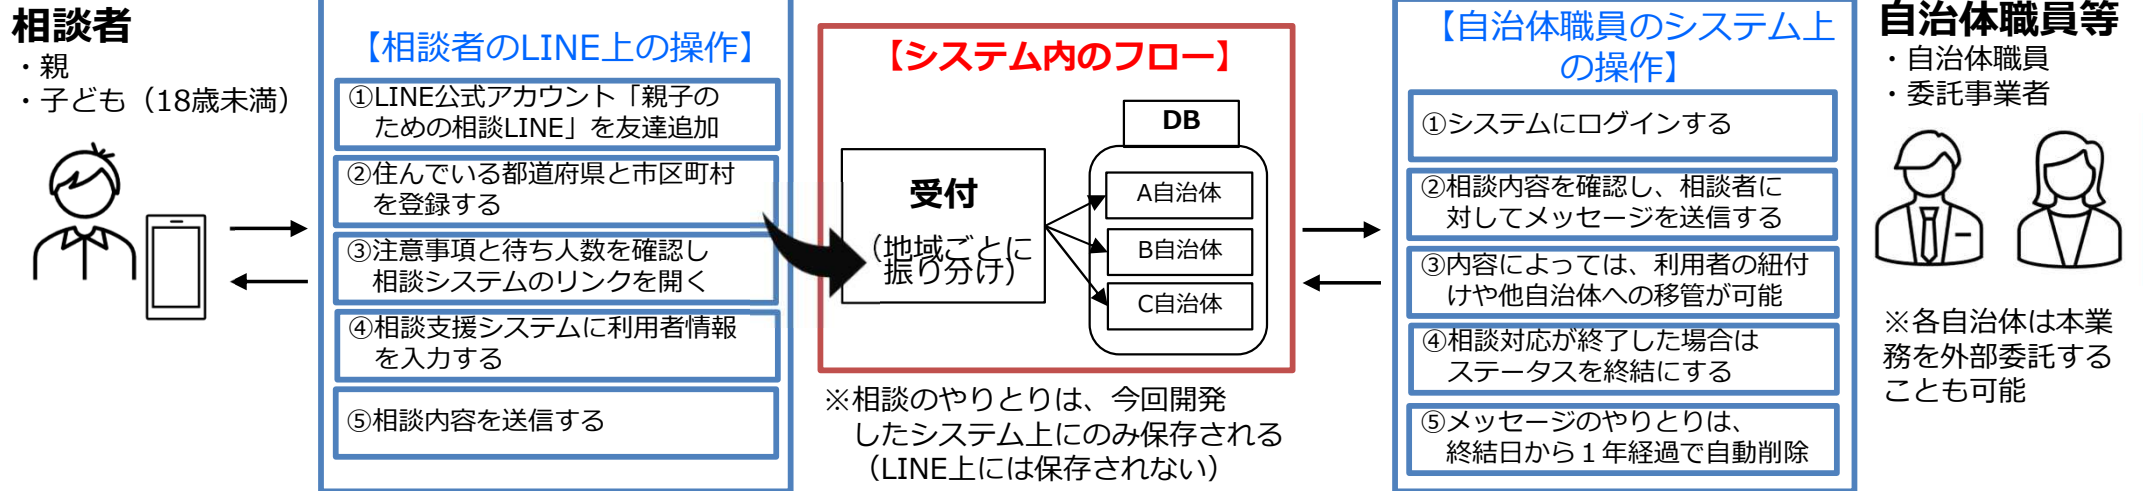 相談者
・親
・子ども（18歳未満）
【相談者のLINE上の操作】
①LINE公式アカウント「親子の
ための相談LINE」を友達追加
②住んでいる都道府県と市区町村
を登録する
③注意事項と待ち人数を確認し
相談システムのリンクを開く
④相談支援システムに利用者情報
を入力する
⑤相談内容を送信する
【システム内のフロー】
受付
（地域ごとに
振り分け）
DB
A自治体
B自治体
C自治体
※相談のやりとりは、今回開発
したシステム上にのみ保存される
（LINE上には保存されない）
【自治体職員のシステム上
の操作】
①システムにログインする
②相談内容を確認し、相談者に
対してメッセージを送信する
③内容によっては、利用者の紐付
けや他自治体への移管が可能
④相談対応が終了した場合は
ステータスを終結にする
⑤メッセージのやりとりは、
終結日から１年経過で自動削除
自治体職員等
・自治体職員
・委託事業者
※各自治体は本業
務を外部委託する
ことも可能